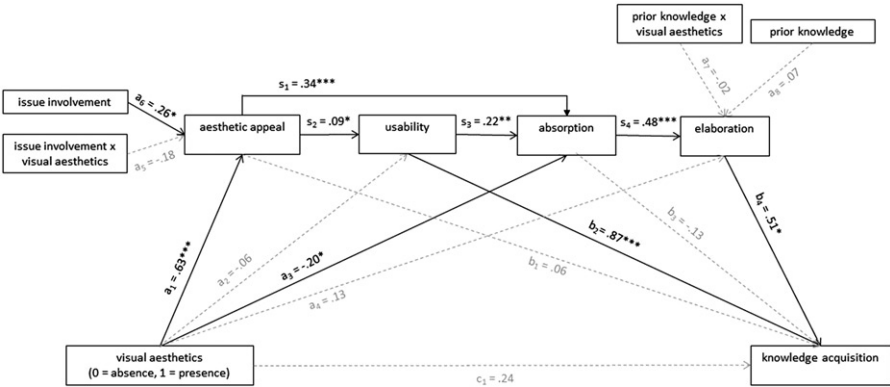 prior knowledge x
visual aesthetics
prior knowledge
a₇ = -.02
a₈ = .07
s₁ = .34***
issue involvement
a₆ = .26*
aesthetic appeal
s₂ = .09*
usability
s₃ = .22**
absorption
s₄ = .48***
elaboration
issue involvement x
visual aesthetics
a₅ = -.18
a₁ = .63***
a₂ = -.06
a₃ = -.20*
a₄ = .13
b₁ = .06
b₂ = .87***
b₃ = -.13
b₄ = .51*
visual aesthetics
(0 = absence, 1 = presence)
c₁ = .24
knowledge acquisition